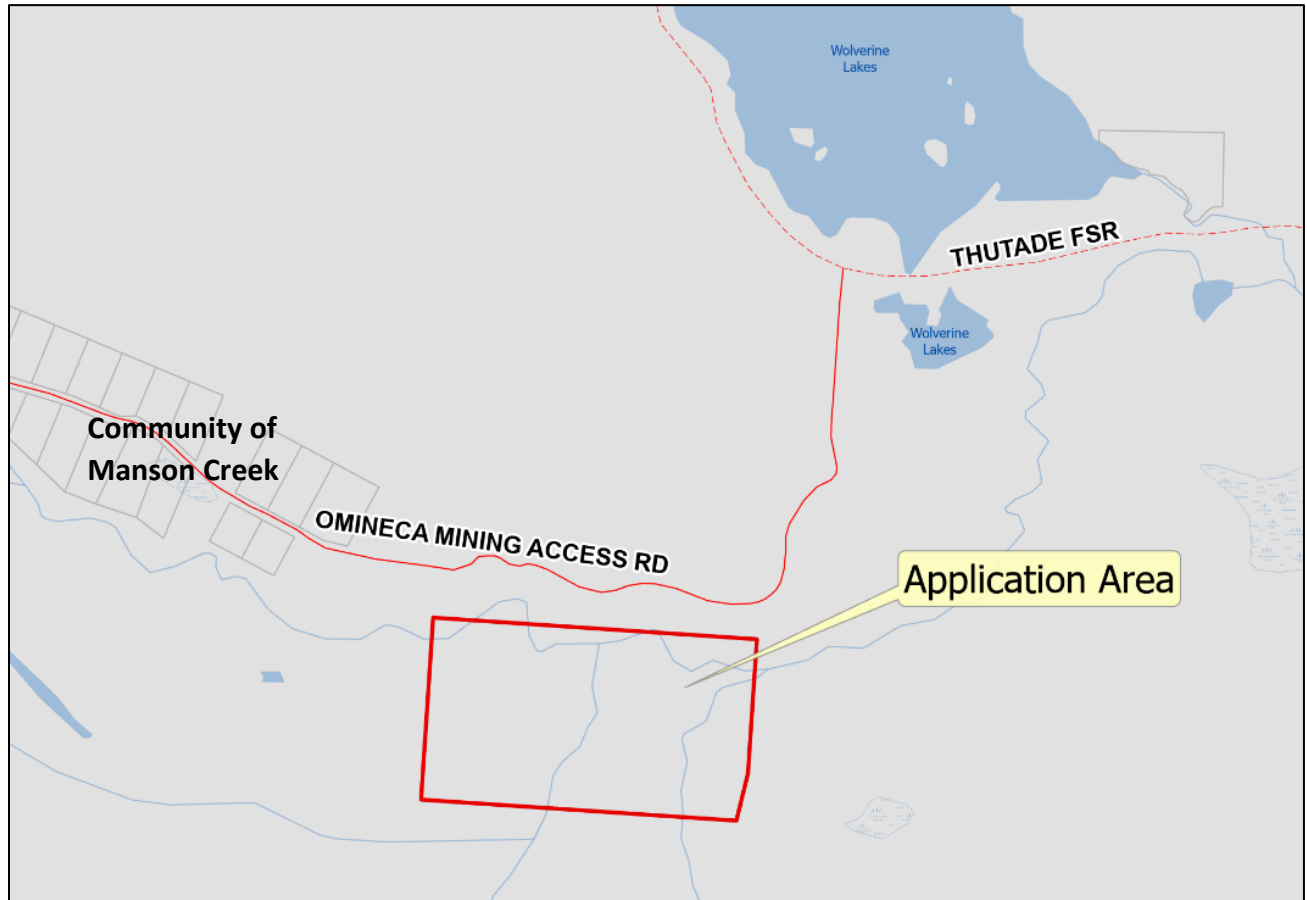 Wolverine
Lakes
THUTADE FSR
Wolverine
Lakes
Community of
Manson Creek
OMINECA MINING ACCESS RD
Application Area